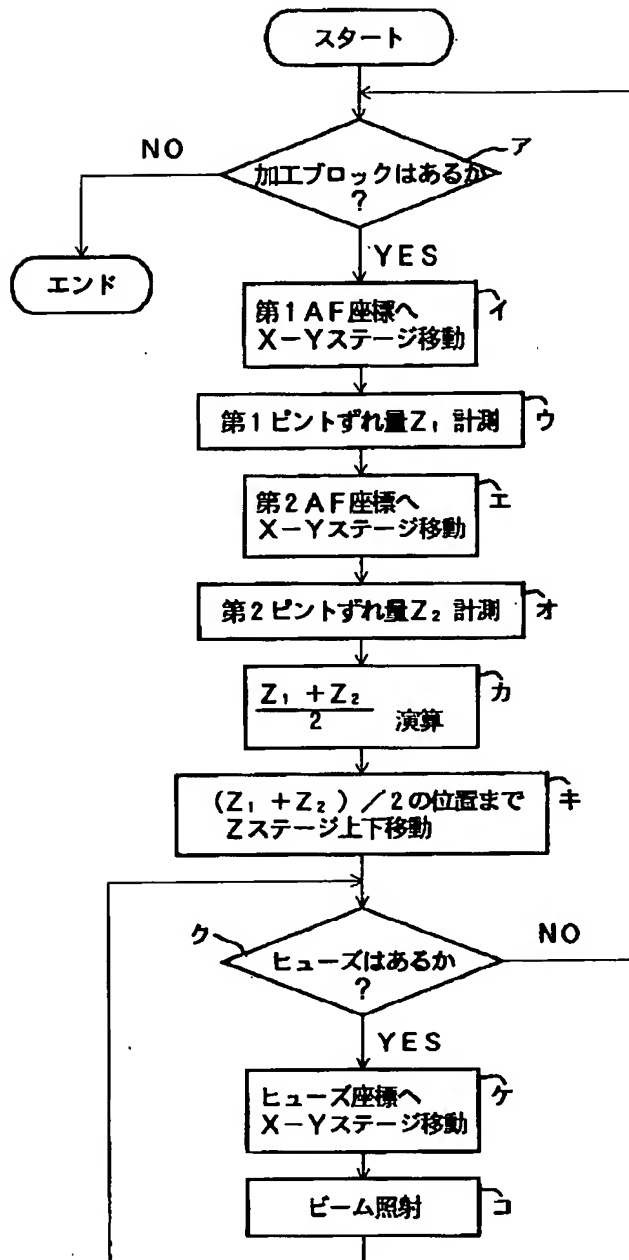 スタート
ア
NO
加工ブロックはあるか
?
エンド
YES
イ
第1AF座標へ
X-Yステージ移動
ウ
第1ピントずれ量Z₁ 計測
エ
第2AF座標へ
X-Yステージ移動
オ
第2ピントずれ量Z₂ 計測
カ
Z₁ +Z₂
2 演算
キ
(Z₁ +Z₂ )/2の位置まで
Zステージ上下移動
ク
NO
ヒューズはあるか
?
YES
ケ
ヒューズ座標へ
X-Yステージ移動
コ
ビーム照射